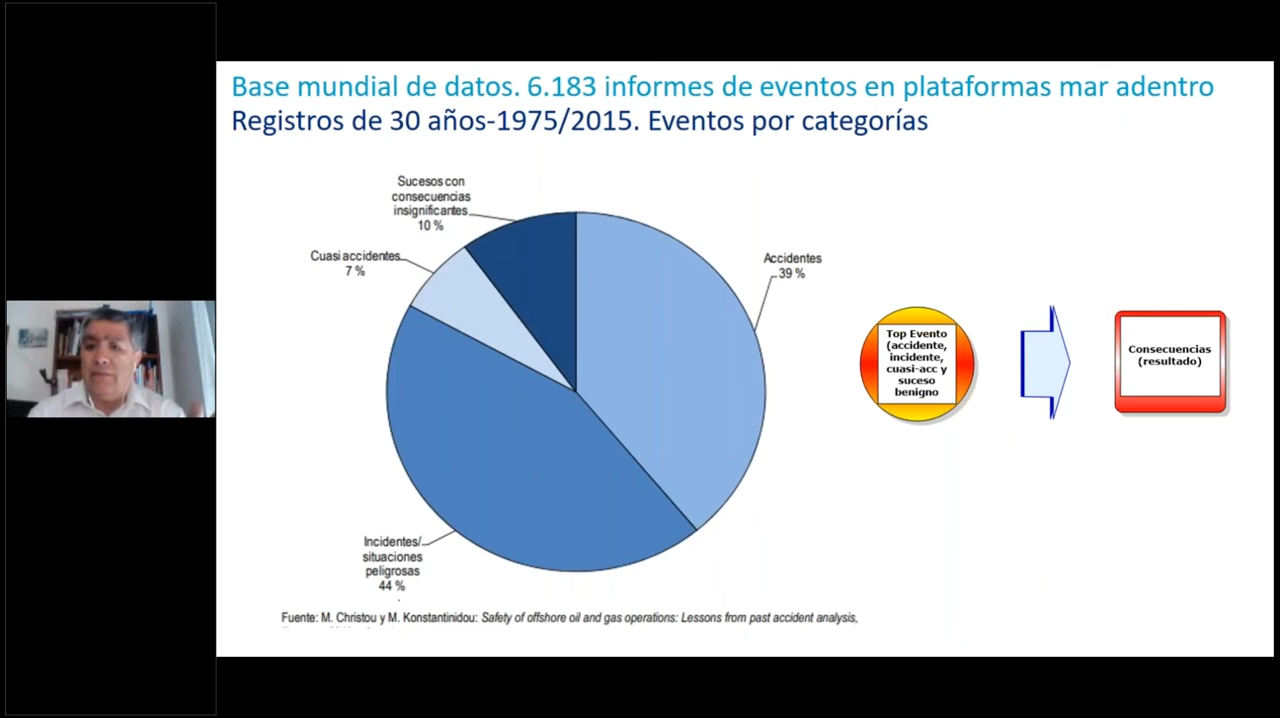 Base mundial de datos. 6.183 informes de eventos en plataformas mar adentro
Registros de 30 años-1975/2015. Eventos por categorías
Sucesos con
consecuencias
insignificantes
10 %
Cuasi accidentes
7 %
Accidentes
39 %
Incidentes/
situaciones
peligrosas
44 %
Top Evento
(accidente,
incidente,
cuasi-acc y
suceso
benigno
Consecuencias
(resultado)
Fuente: M. Christou y M. Konstantinidou: Safety of offshore oil and gas operations: Lessons from past accident analysis,